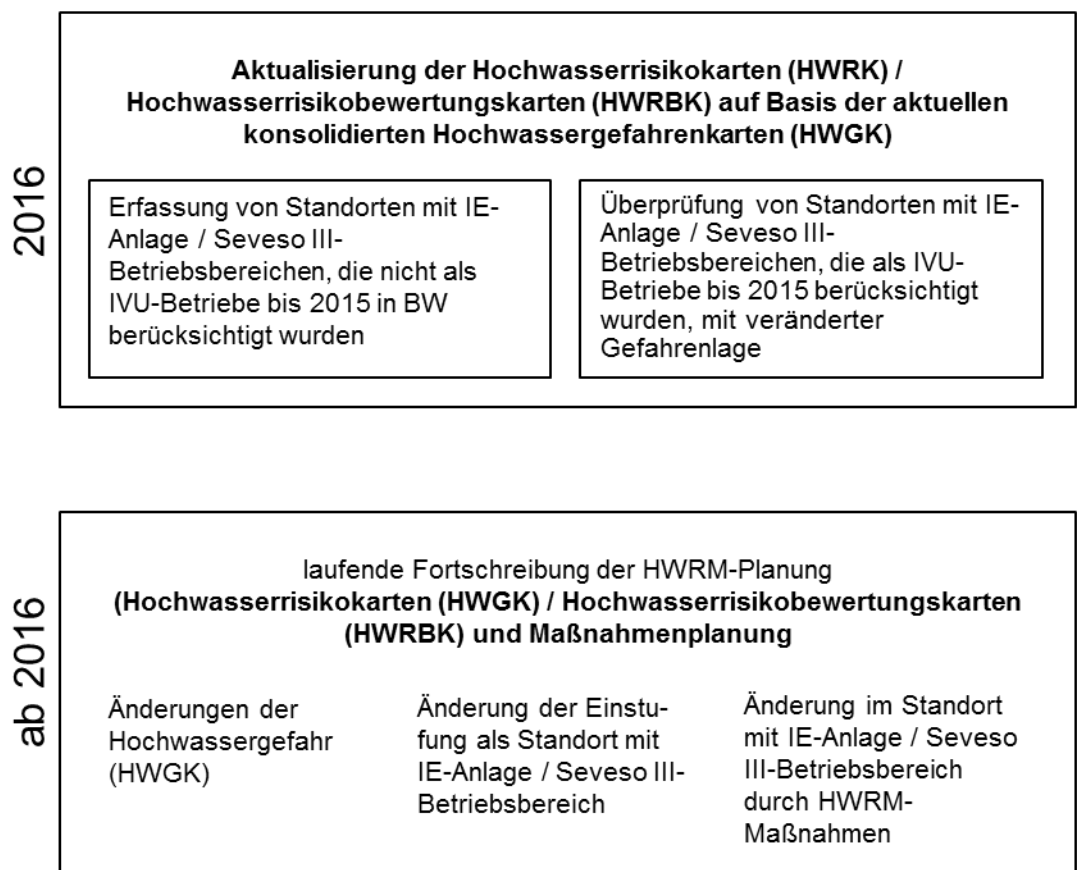 2016
Aktualisierung der Hochwasserrisikokarten (HWRK) /
Hochwasserrisikobewertungskarten (HWRBK) auf Basis der aktuellen
konsolidierten Hochwassergefahrenkarten (HWGK)
Erfassung von Standorten mit IE-
Anlage / Seveso III-
Betriebsbereichen, die nicht als
IVU-Betriebe bis 2015 in BW
berücksichtigt wurden
Überprüfung von Standorten mit IE-
Anlage / Seveso III-
Betriebsbereichen, die als IVU-
Betriebe bis 2015 berücksichtigt
wurden, mit veränderter
Gefahrenlage
ab 2016
laufende Fortschreibung der HWRM-Planung
(Hochwasserrisikokarten (HWGK) / Hochwasserrisikobewertungskarten
(HWRBK) und Maßnahmenplanung
Änderungen der
Hochwassergefahr
(HWGK)
Änderung der Einstu-
fung als Standort mit
IE-Anlage / Seveso III-
Betriebsbereich
Änderung im Standort
mit IE-Anlage / Seveso
III-Betriebsbereich
durch HWRM-
Maßnahmen